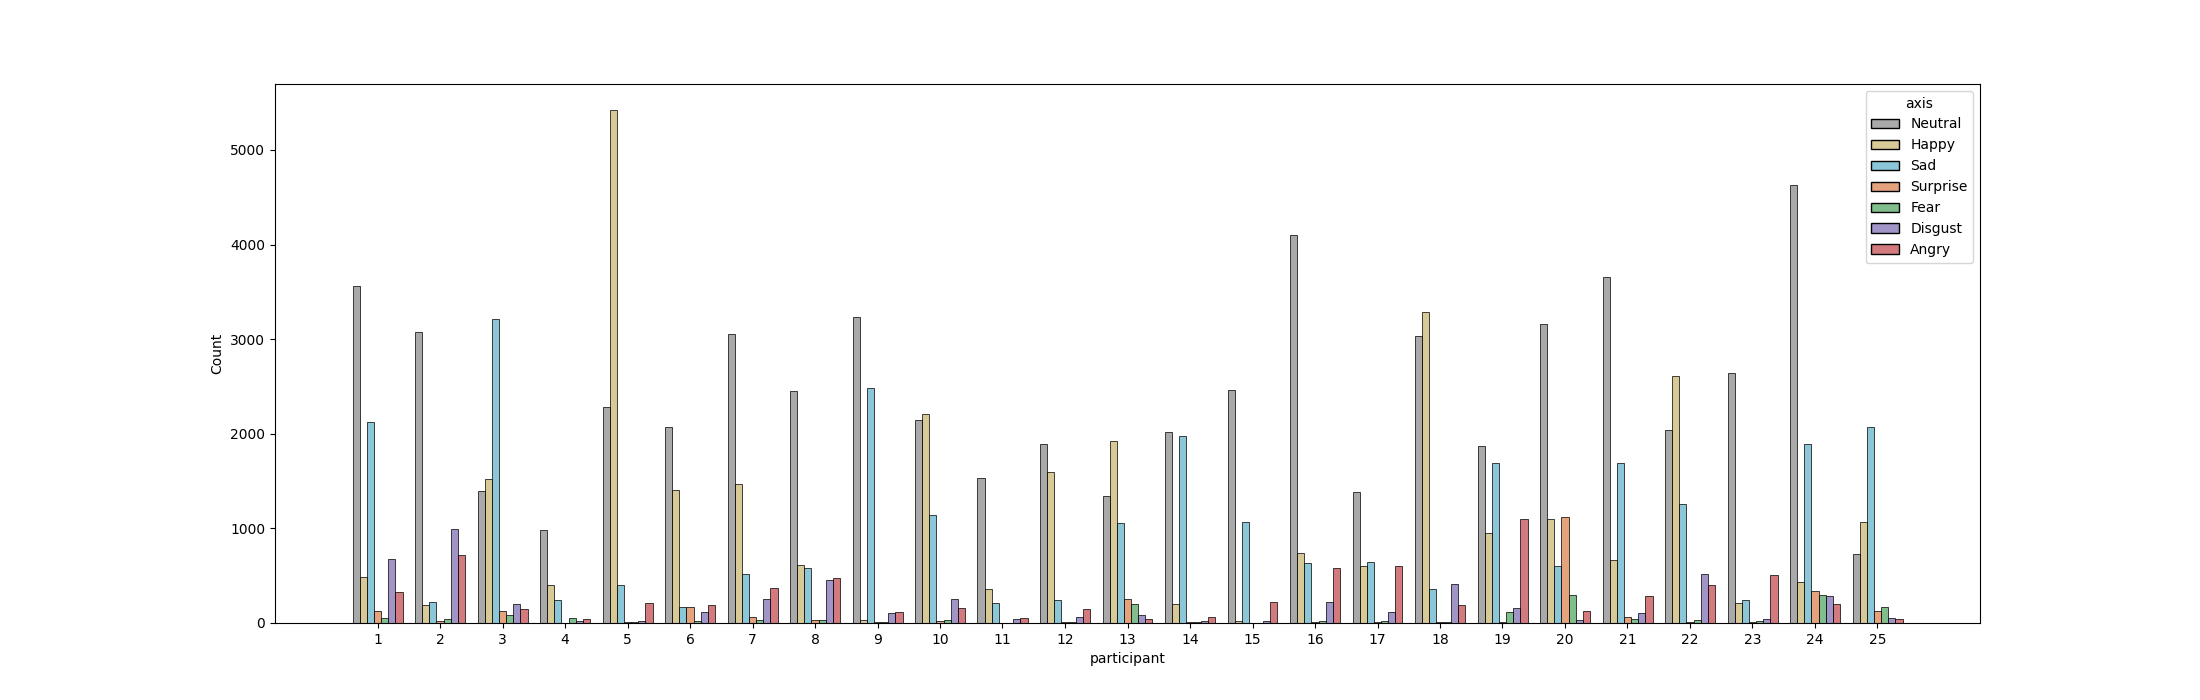 axis
Neutral
Happy
Sad
Surprise
Fear
Disgust
Angry
5000
4000
3000
2000
1000
0
Count
1 2 3 4 5 6 7 8 9 10 11 12 13 14 15 16 17 18 19 20 21 22 23 24 25
participant